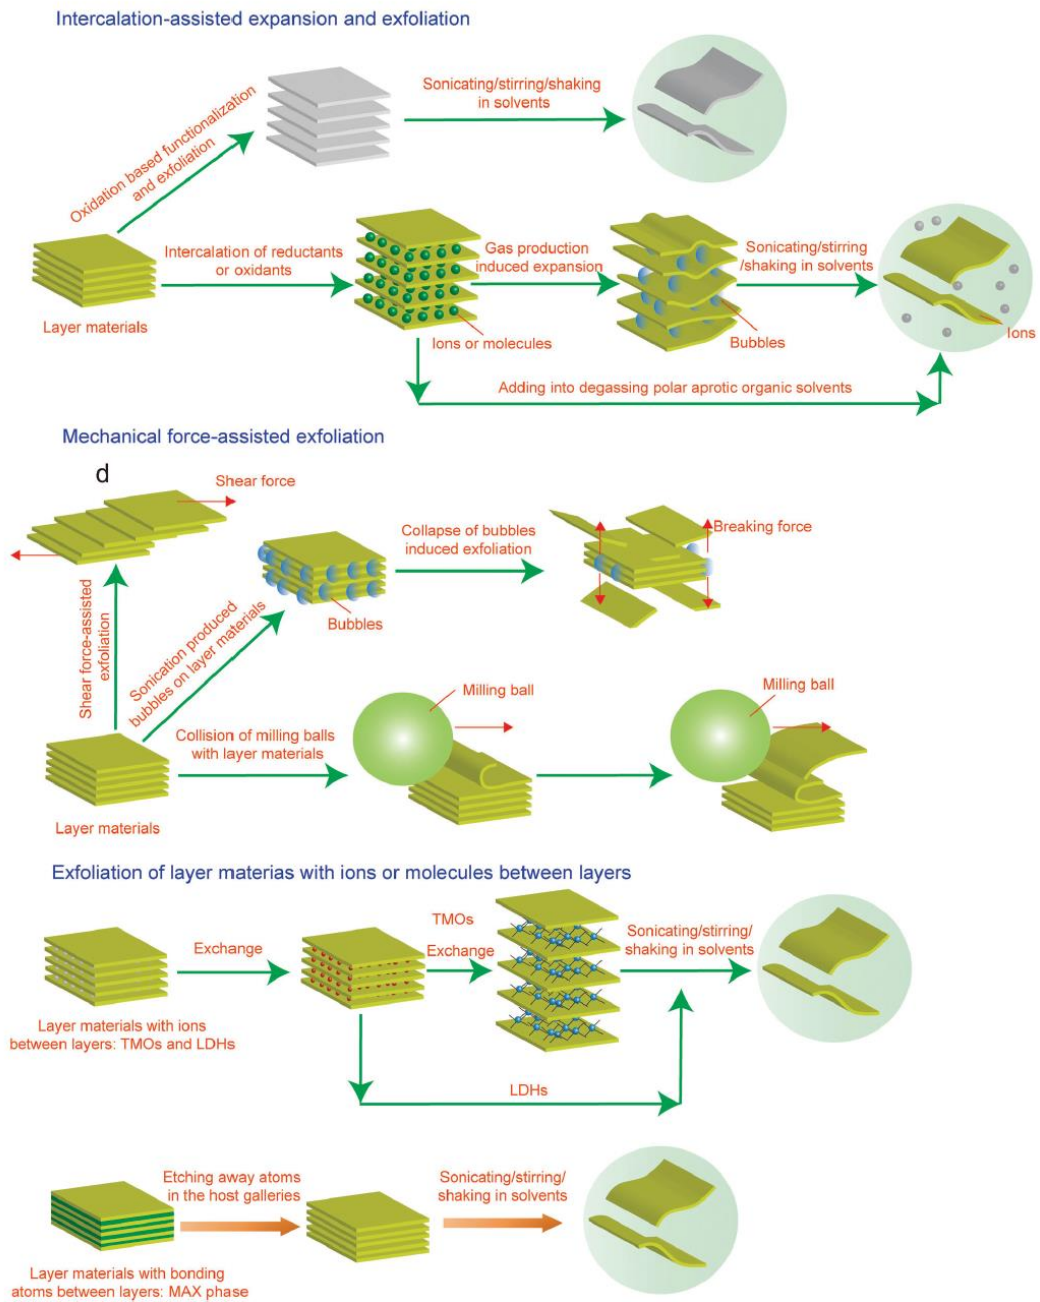 Intercalation-assisted expansion and exfoliation
Oxidation based functionalization
and exfoliation
Sonicating/stirring/shaking
in solvents
Layer materials
Intercalation of reductants
or oxidants
Ions or molecules
Gas production
induced expansion
Bubbles
Sonicating/stirring
/shaking in solvents
Ions
Adding into degassing polar aprotic organic solvents
Mechanical force-assisted exfoliation
d
Shear force
Shear force-assisted
exfoliation
Sonication produced
bubbles on layer materials
Bubbles
Collapse of bubbles
induced exfoliation
Breaking force
Layer materials
Collision of milling balls
with layer materials
Milling ball
Milling ball
Exfoliation of layer materias with ions or molecules between layers
Layer materials with ions
between layers: TMOs and LDHs
Exchange
TMOs
Exchange
Sonicating/stirring/
shaking in solvents
LDHs
Layer materials with bonding
atoms between layers: MAX phase
Etching away atoms
in the host galleries
Sonicating/stirring/
shaking in solvents